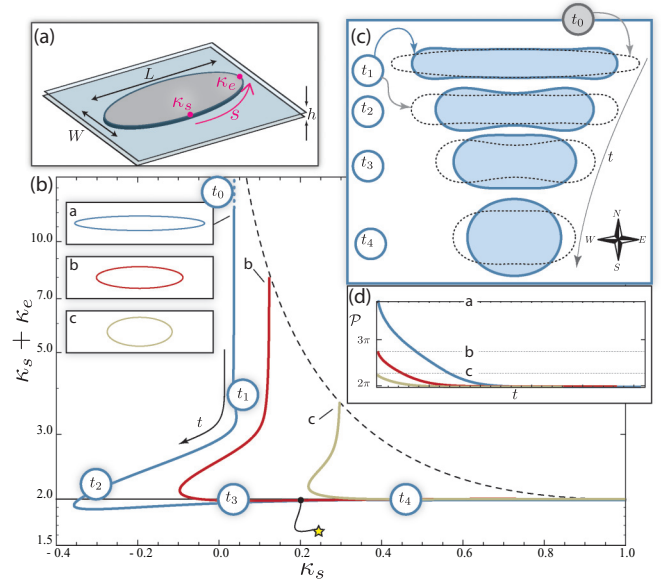 (a)
L
κₑ
κₛ
s
W
h
(c)
t₀
t₁
t₂
t₃
t₄
t
N
W E
S
(b)
t₀
a
b
c
b
c
t
t₁
t₂
t₃
t₄
κₛ + κₑ
10.0
7.0
5.0
3.0
2.0
1.5
-0.4 -0.2 0.0 0.2 0.4 0.6 0.8 1.0
κₛ
(d)
𝒫
3π
2π
a
b
c
t